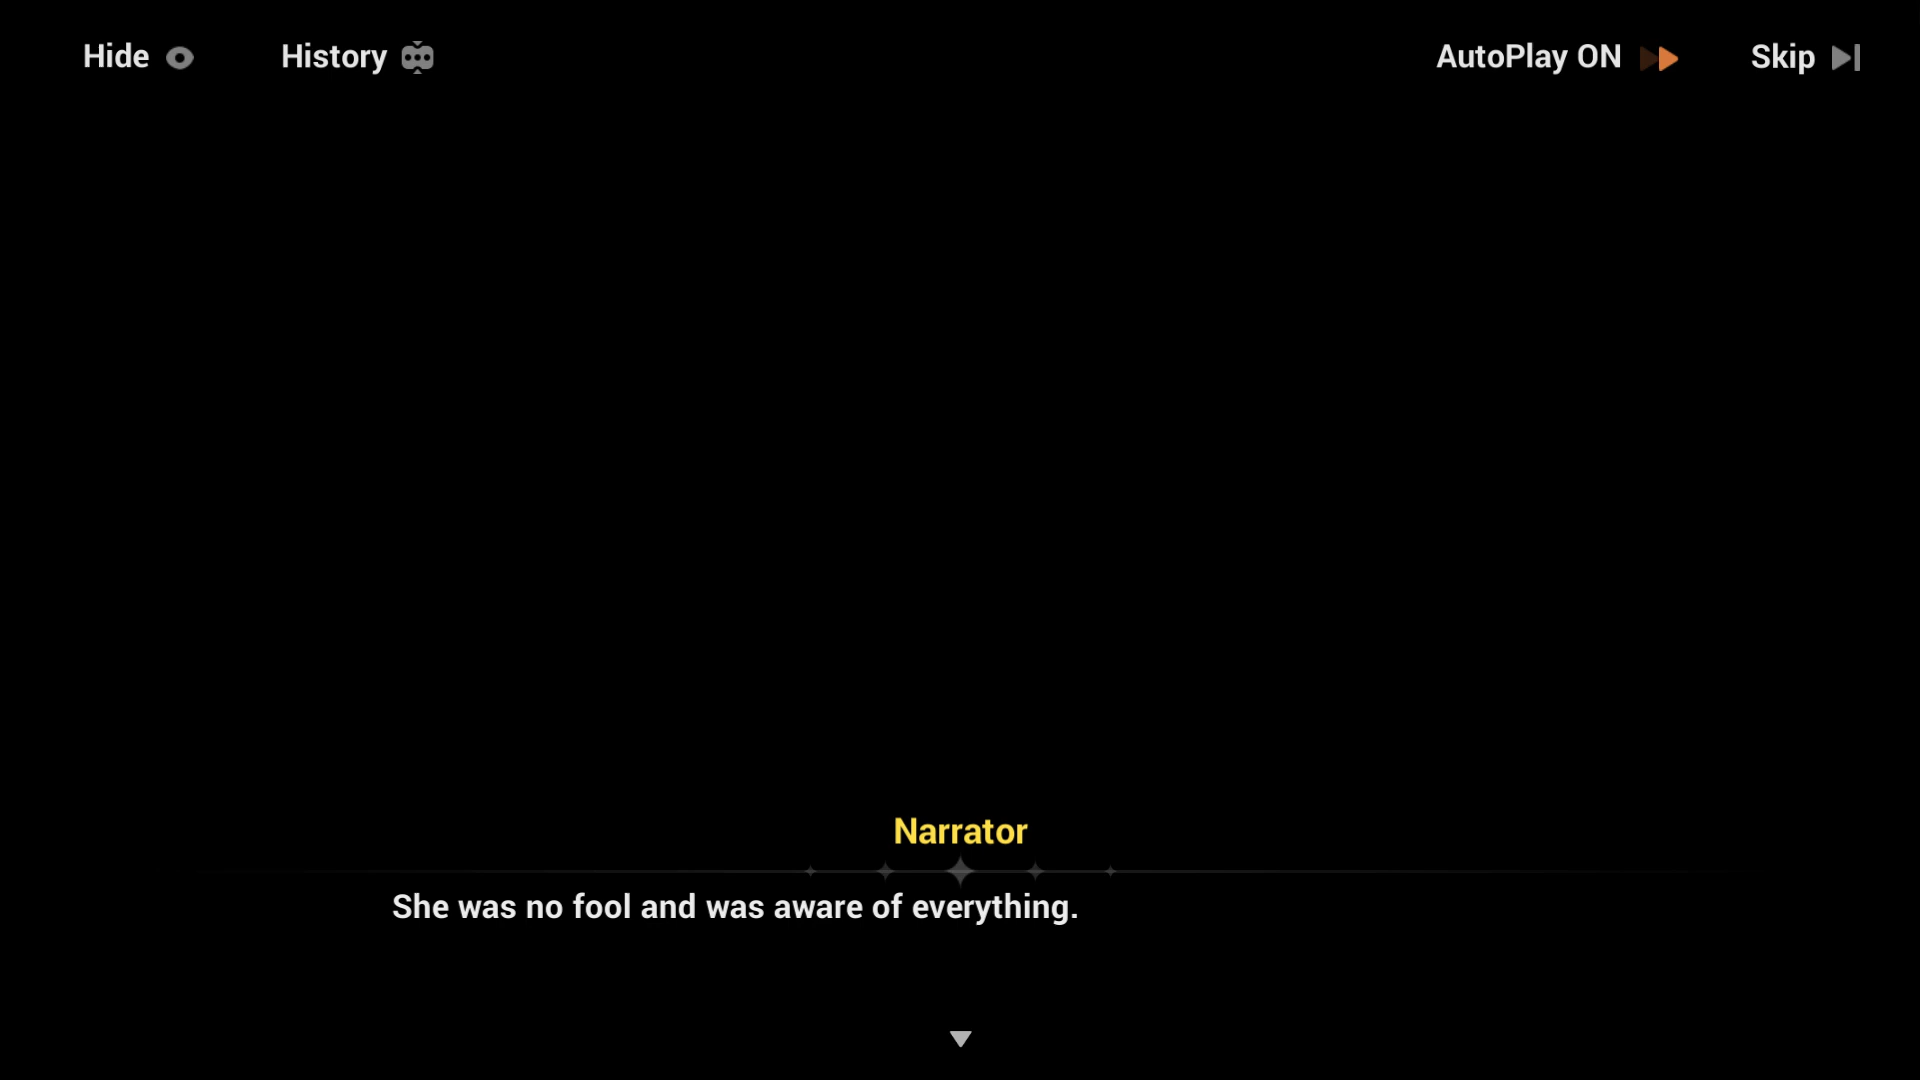 Hide
History
AutoPlay ON
Skip
Narrator
She was no fool and was aware of everything.